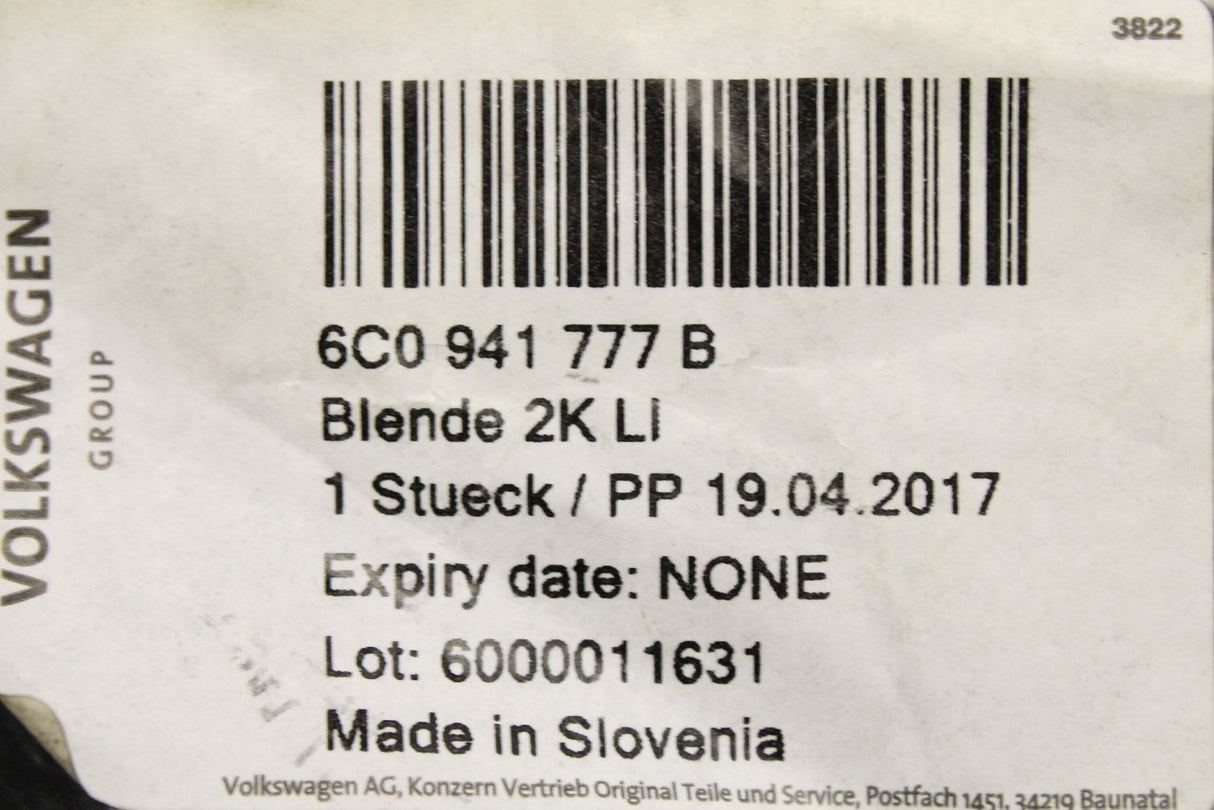 3822
VOLKSWAGEN
GROUP
6C0 941 777 B
Blende 2K Li
1 Stueck / PP 19.04.2017
Expiry date: NONE
Lot: 6000011631
Made in Slovenia
Volkswagen AG, Konzern Vertrieb Original Teile und Service, Postfach 1451, 34219 Baunatal